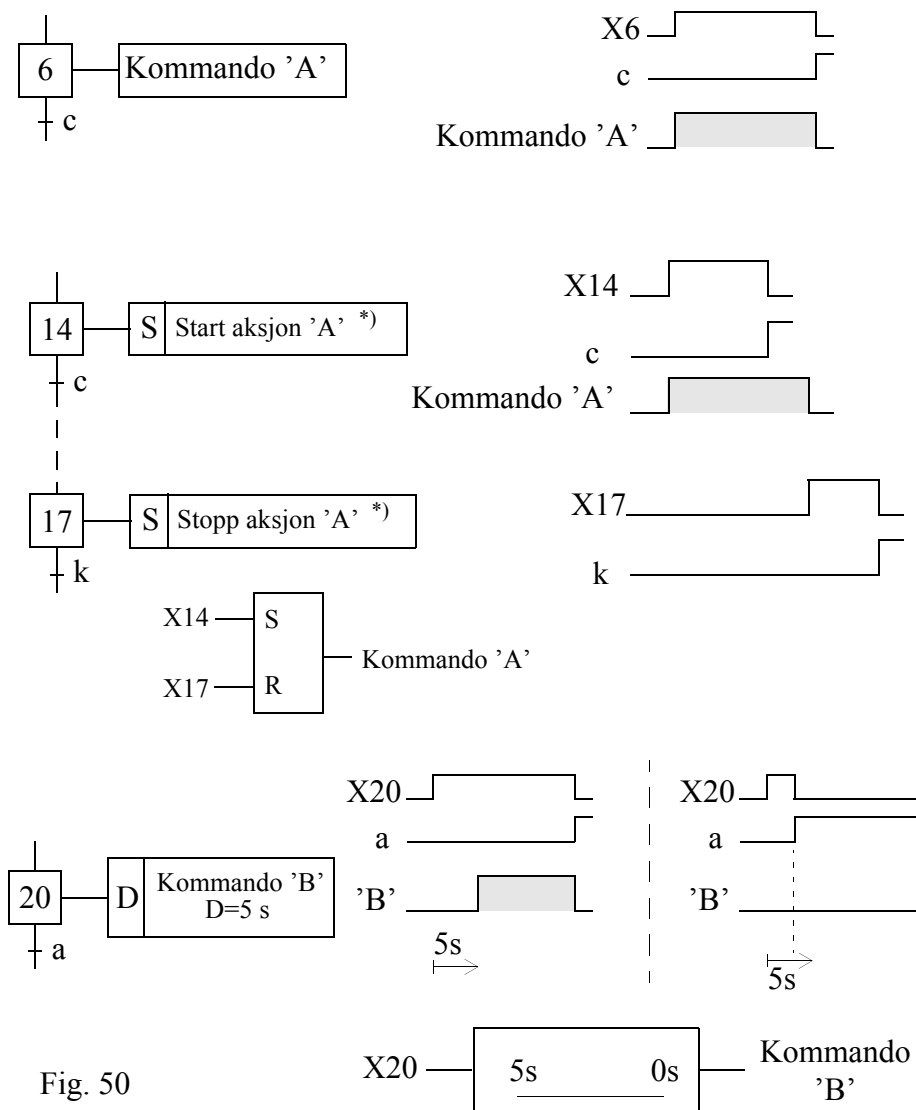 X6
6 Kommando ’A’
c
c
Kommando ’A’
X14
14 S Start aksjon ’A’ *)
c
c
Kommando ’A’
X17
17 S Stopp aksjon ’A’ *)
k
k
X14 S
Kommando ’A’
X17 R
X20
a
’B’
5s
X20
a
’B’
5s
20 D Kommando ’B’
D=5 s
a
X20 5s 0s Kommando
’B’
Fig. 50